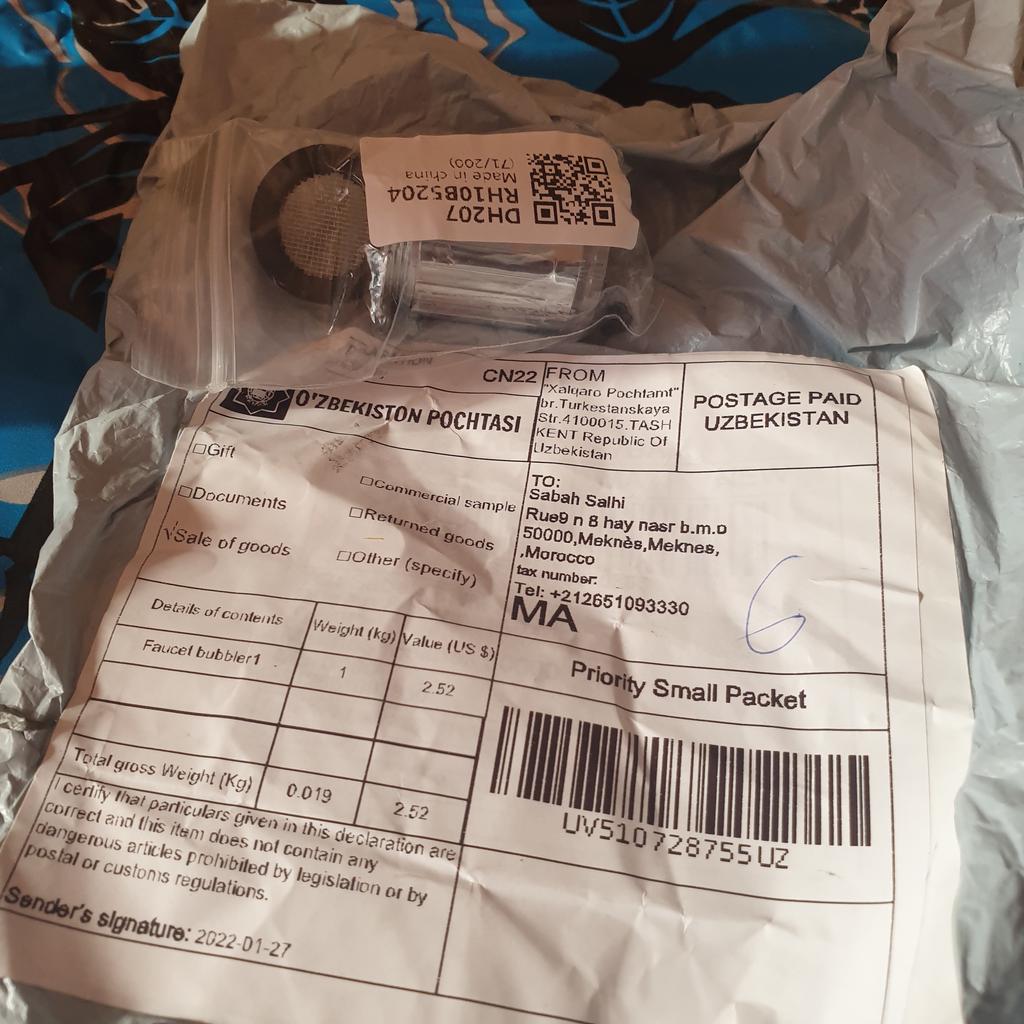 DH207
RH10B5204
Mace in china
(71/200)
CN22
O'ZBEKISTON POCHTASI
FROM
"Xalqaro Pochtamt"
br.Turkestanskaya
Str.4100015.TASH
KENT Republic Of
Uzbekistan
POSTAGE PAID
UZBEKISTAN
□Gift
□Documents
√Sale of goods
□Commercial sample
□Returned goods
□Other (specify)
TO:
Sabah Salhi
Rue9 n 8 hay nasr b.m.o
50000,Meknès,Meknes,
,Morocco
tax number:
Tel: +212651093330
MA
6
Details of contents Weight (kg) Value (US $)
Faucet bubbler1 1 2.52
Total gross Weight (Kg) 0.019 2.52
I certify that particulars given in this declaration are
correct and this item does not contain any
dangerous articles prohibited by legislation or by
postal or customs regulations.
Sender's signature: 2022-01-27
Priority Small Packet
UV510728755UZ